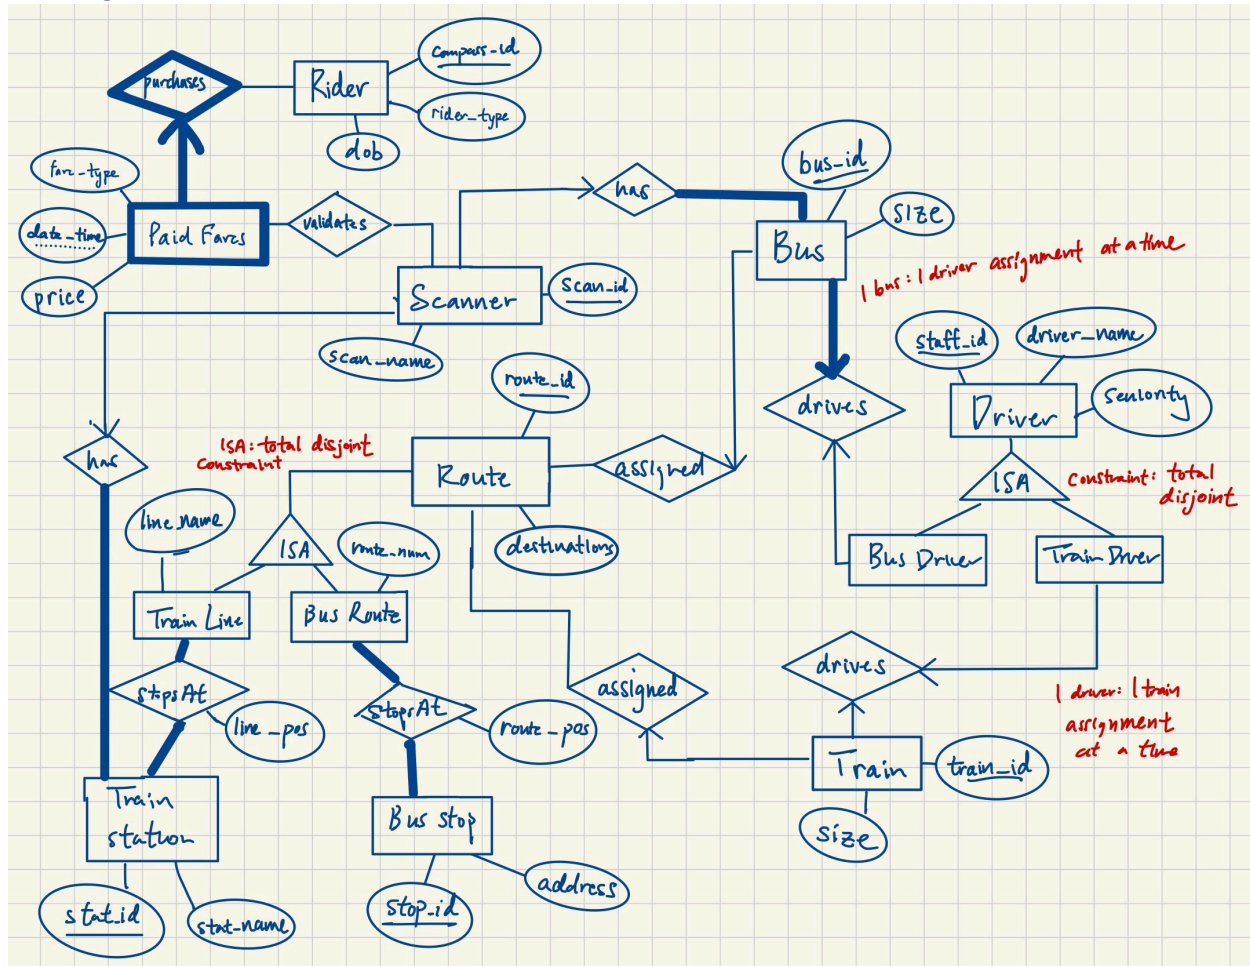 purchases
Rider
compass_id
rider_type
dob
fare_type
date_time
price
Paid Fares
validates
Scanner
scan_id
scan_name
has
bus_id
size
Bus
1 bus : 1 driver assignment at a time
staff_id
driver_name
seniority
Driver
drives
ISA
constraint: total
disjoint
Bus Driver
Train Driver
has
ISA: total disjoint
constraint
route_id
Route
assigned
destinations
line_name
ISA
route_num
Train Line
Bus Route
stopsAt
line_pos
stopsAt
route_pos
assigned
drives
1 driver: 1 train
assignment
at a time
Train
train_id
size
Train
station
stat_id
stat_name
Bus stop
stop_id
address